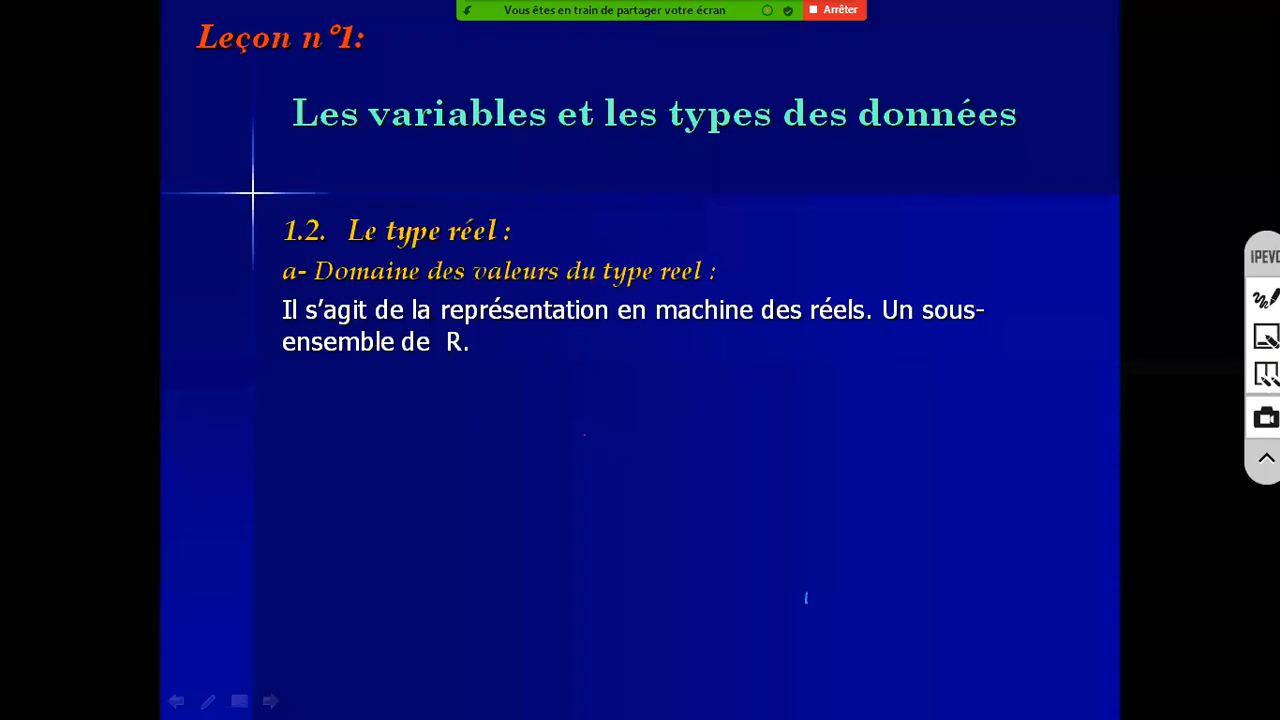 Vous êtes en train de partager votre écran
Arrêter
Leçon n°1:
Les variables et les types des données
1.2. Le type réel :
a- Domaine des valeurs du type reel :
Il s’agit de la représentation en machine des réels. Un sous-
ensemble de R.